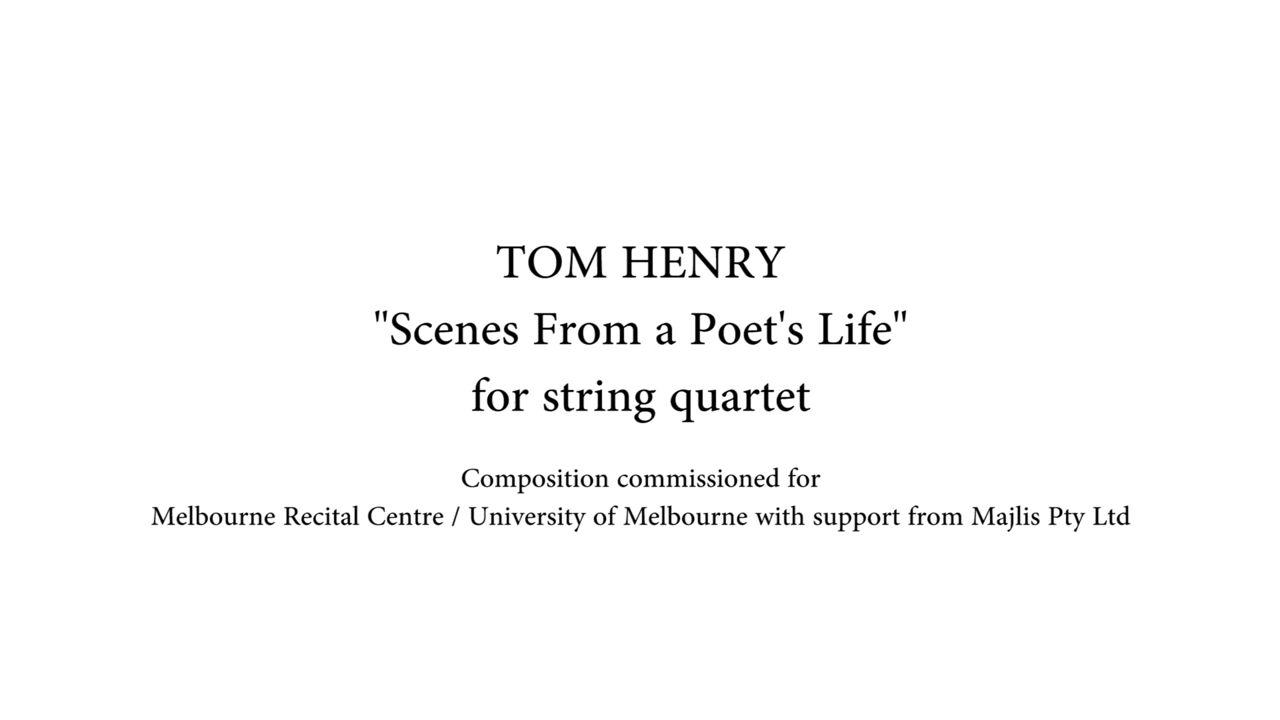 TOM HENRY
"Scenes From a Poet's Life"
for string quartet
Composition commissioned for
Melbourne Recital Centre / University of Melbourne with support from Majlis Pty Ltd